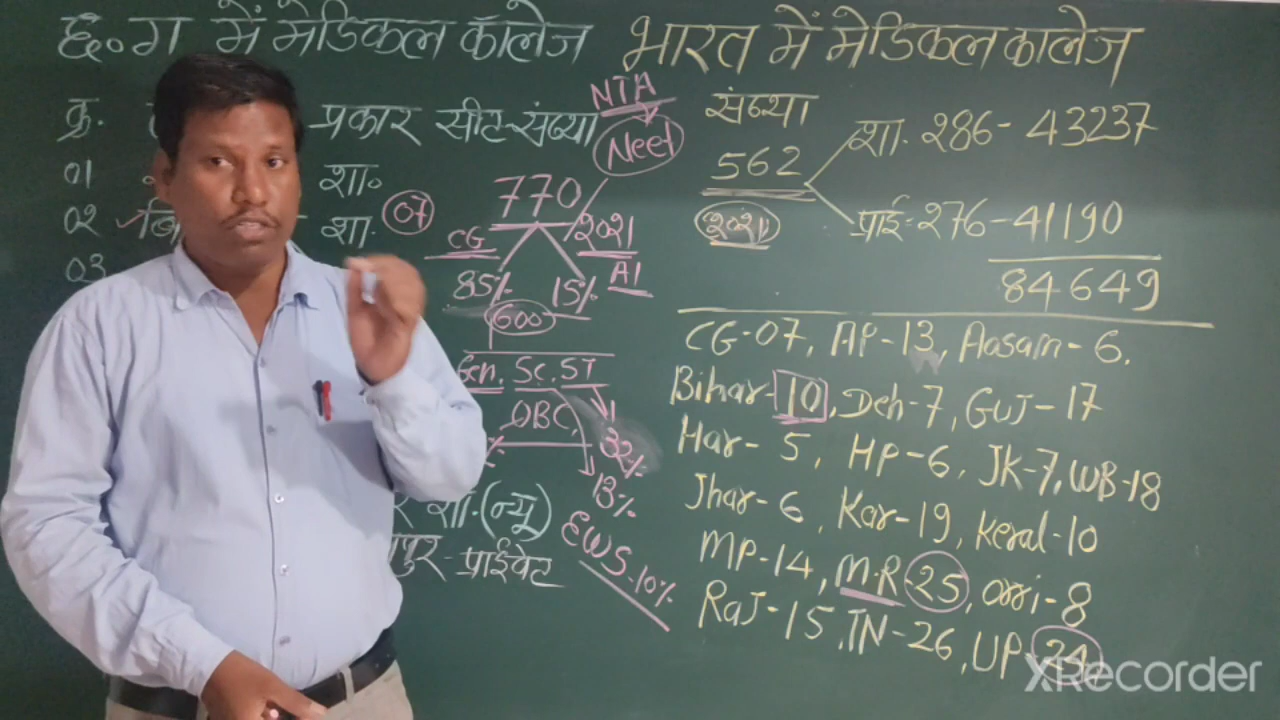 छ.ग में मेडिकल कॉलेज
क्र. प्रकार सीट-संख्या
01 शा.
02 शा. 07
03
NTA
Neet
770
2021
CG
85% 15% AI
600
Gen. Sc. ST
OBC,
32%
13%
EWS-10%
शा.(न्यू)
पुर- प्राईवेट
भारत में मेडिकल कालेज
संख्या
562
2021
शा. 286- 43237
प्राई- 276-41190
84649
CG-07, AP-13, Aasam-6,
Bihar-10, Deh-7, Guj-17
Har-5, HP-6, JK-7, WB-18
Jhar-6, Kar-19, Keral-10
MP-14, M.R-25, orri-8
Raj-15, TN-26, UP-24
XRecorder